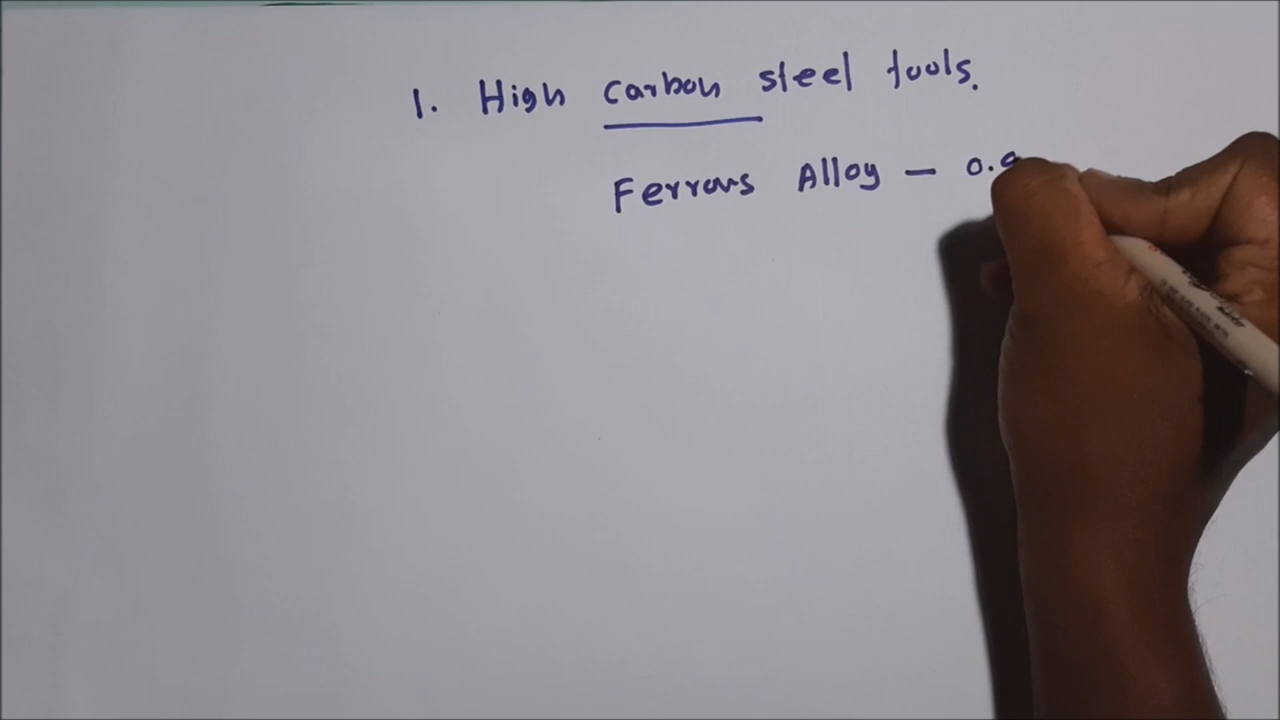 1. High Carbon steel tools.
Ferrous Alloy — 0.